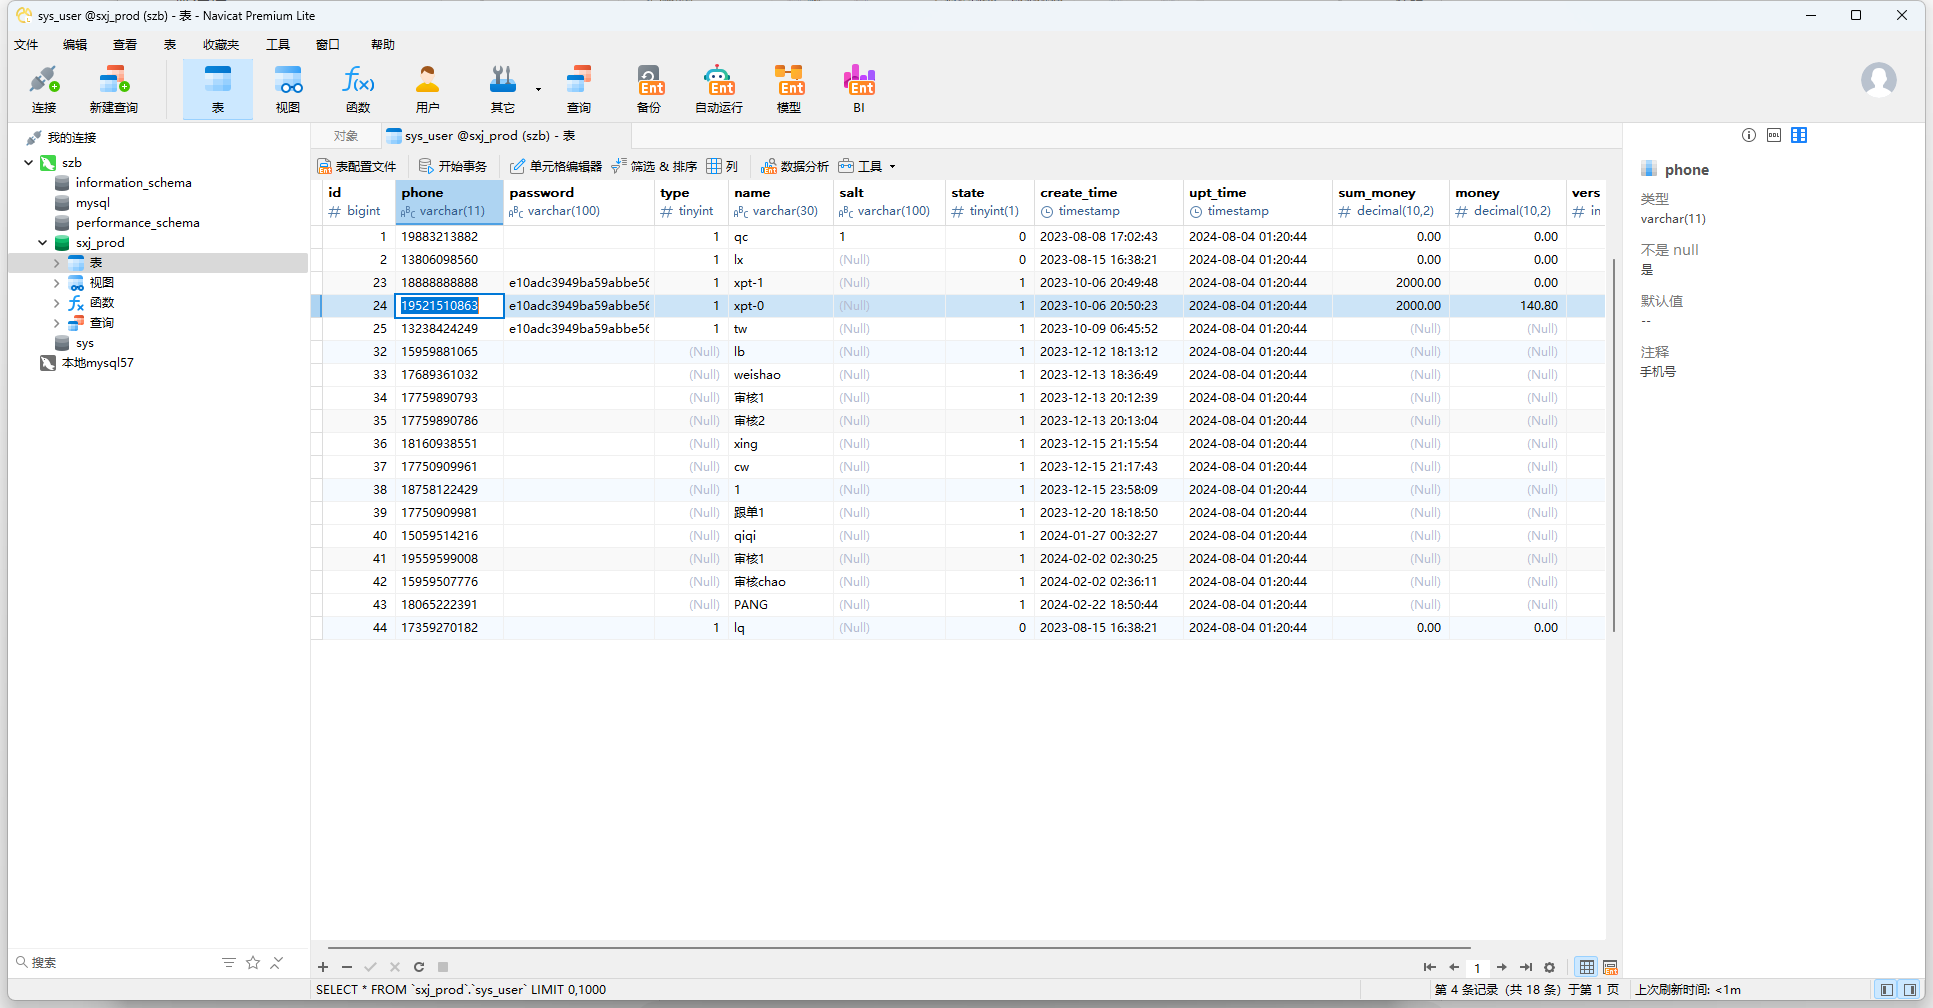 sys_user @sxj_prod (szb) - 表 - Navicat Premium Lite
文件 编辑 查看 表 收藏夹 工具 窗口 帮助
连接 新建查询 表 视图 函数 用户 其它 查询 备份 自动运行 模型 BI
Ent Ent Ent Ent
我的连接
szb
information_schema
mysql
performance_schema
sxj_prod
表
视图
函数
查询
sys
本地mysql57
搜索
对象 sys_user @sxj_prod (szb) - 表
表配置文件 开始事务 单元格编辑器 筛选 & 排序 列 数据分析 工具
id phone password type name salt state create_time upt_time sum_money money vers
# bigint varchar(11) varchar(100) # tinyint varchar(30) varchar(100) # tinyint(1) timestamp timestamp # decimal(10,2) # decimal(10,2) # in
1 19883213882 1 qc 1 0 2023-08-08 17:02:43 2024-08-04 01:20:44 0.00 0.00
2 13806098560 1 lx (Null) 0 2023-08-15 16:38:21 2024-08-04 01:20:44 0.00 0.00
23 18888888888 e10adc3949ba59abbe56 1 xpt-1 (Null) 1 2023-10-06 20:49:48 2024-08-04 01:20:44 2000.00 0.00
24 19521510863 e10adc3949ba59abbe56 1 xpt-0 (Null) 1 2023-10-06 20:50:23 2024-08-04 01:20:44 2000.00 140.80
25 13238424249 e10adc3949ba59abbe56 1 tw (Null) 1 2023-10-09 06:45:52 2024-08-04 01:20:44 (Null) (Null)
32 15959881065 (Null) lb (Null) 1 2023-12-12 18:13:12 2024-08-04 01:20:44 (Null) (Null)
33 17689361032 (Null) weishao (Null) 1 2023-12-13 18:36:49 2024-08-04 01:20:44 (Null) (Null)
34 17759890793 (Null) 审核1 (Null) 1 2023-12-13 20:12:39 2024-08-04 01:20:44 (Null) (Null)
35 17759890786 (Null) 审核2 (Null) 1 2023-12-13 20:13:04 2024-08-04 01:20:44 (Null) (Null)
36 18160938551 (Null) xing (Null) 1 2023-12-15 21:15:54 2024-08-04 01:20:44 (Null) (Null)
37 17750909961 (Null) cw (Null) 1 2023-12-15 21:17:43 2024-08-04 01:20:44 (Null) (Null)
38 18758122429 (Null) 1 (Null) 1 2023-12-15 23:58:09 2024-08-04 01:20:44 (Null) (Null)
39 17750909981 (Null) 跟单1 (Null) 1 2023-12-20 18:18:50 2024-08-04 01:20:44 (Null) (Null)
40 15059514216 (Null) qiqi (Null) 1 2024-01-27 00:32:27 2024-08-04 01:20:44 (Null) (Null)
41 19559599008 (Null) 审核1 (Null) 1 2024-02-02 02:30:25 2024-08-04 01:20:44 (Null) (Null)
42 15959507776 (Null) 审核chao (Null) 1 2024-02-02 02:36:11 2024-08-04 01:20:44 (Null) (Null)
43 18065222391 (Null) PANG (Null) 1 2024-02-22 18:50:44 2024-08-04 01:20:44 (Null) (Null)
44 17359270182 1 lq (Null) 0 2023-08-15 16:38:21 2024-08-04 01:20:44 0.00 0.00
1
SELECT * FROM `sxj_prod`.`sys_user` LIMIT 0,1000
第 4 条记录（共 18 条）于第 1 页
上次刷新时间: <1m
phone
类型
varchar(11)
不是 null
是
默认值
--
注释
手机号